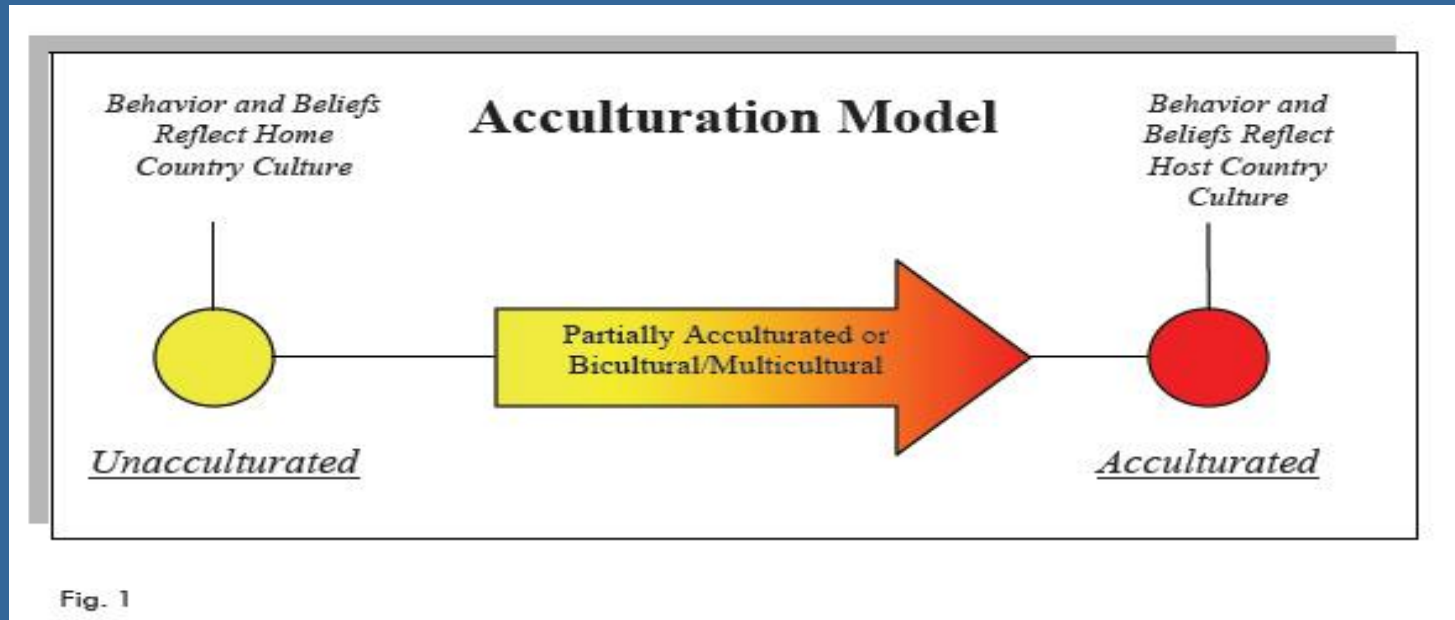 Acculturation Model
Behavior and Beliefs
Reflect Home
Country Culture
Behavior and
Beliefs Reflect
Host Country
Culture
Partially Acculturated or
Bicultural/Multicultural
Unacculturated
Acculturated
Fig. 1